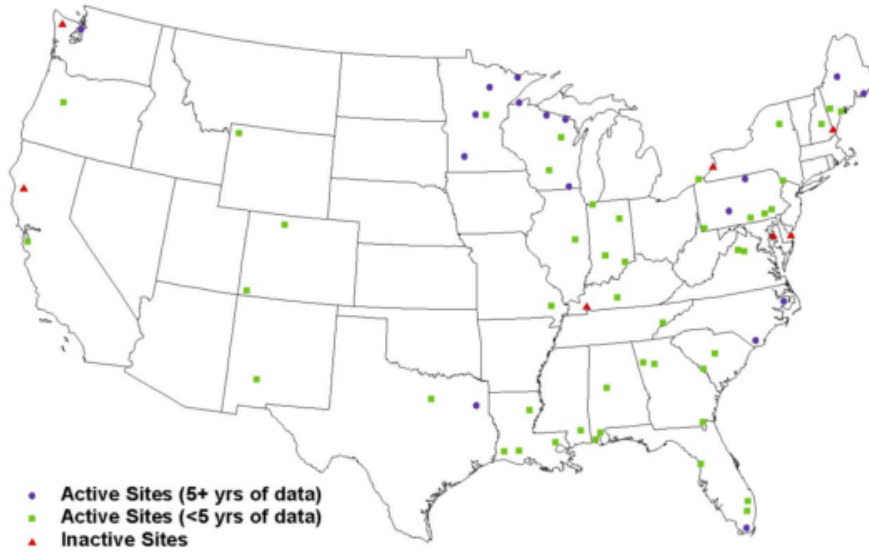 Active Sites (5+ yrs of data)
Active Sites (<5 yrs of data)
Inactive Sites